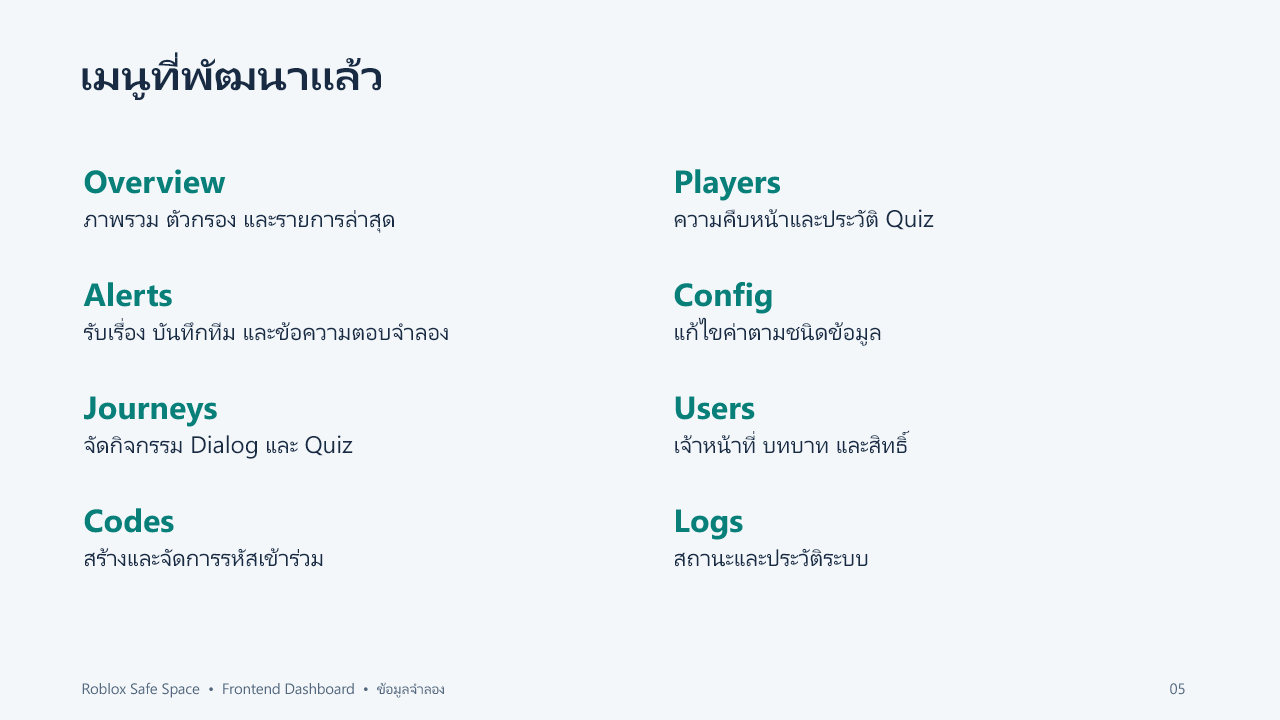 เมนูที่พัฒนาแล้ว
Overview
ภาพรวม ตัวกรอง และรายการล่าสุด
Alerts
รับเรื่อง บันทึกทีม และข้อความตอบจำลอง
Journeys
จัดกิจกรรม Dialog และ Quiz
Codes
สร้างและจัดการรหัสเข้าร่วม
Players
ความคืบหน้าและประวัติ Quiz
Config
แก้ไขค่าตามชนิดข้อมูล
Users
เจ้าหน้าที่ บทบาท และสิทธิ์
Logs
สถานะและประวัติระบบ
Roblox Safe Space • Frontend Dashboard • ข้อมูลจำลอง
05